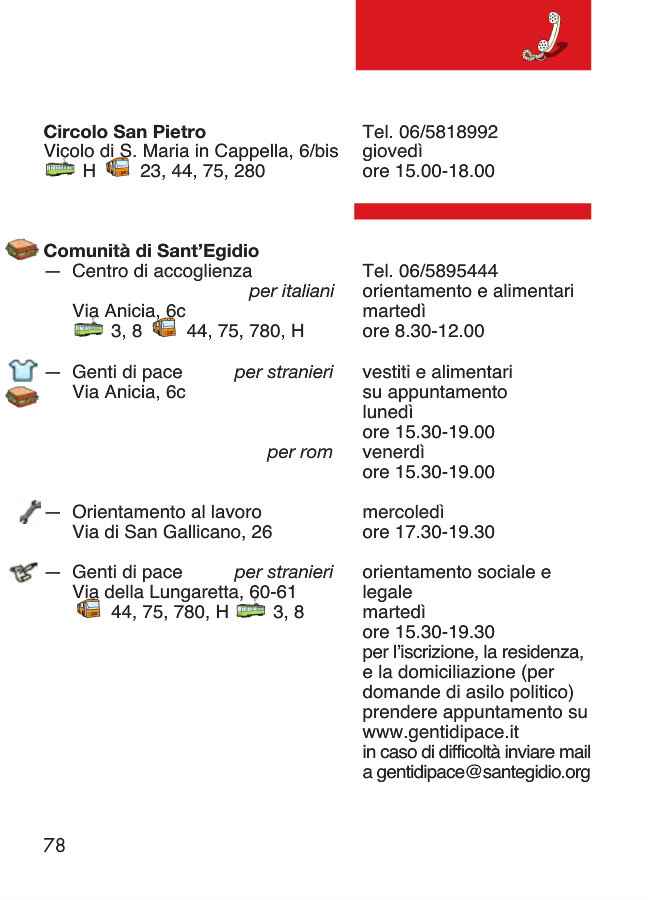 Circolo San Pietro
Vicolo di S. Maria in Cappella, 6/bis
H 23, 44, 75, 280
Tel. 06/5818992
giovedì
ore 15.00-18.00
Comunità di Sant’Egidio
— Centro di accoglienza
per italiani
Via Anicia, 6c
3, 8 44, 75, 780, H
Tel. 06/5895444
orientamento e alimentari
martedì
ore 8.30-12.00
— Genti di pace per stranieri
Via Anicia, 6c
vestiti e alimentari
su appuntamento
lunedì
ore 15.30-19.00
per rom
venerdì
ore 15.30-19.00
— Orientamento al lavoro
Via di San Gallicano, 26
mercoledì
ore 17.30-19.30
— Genti di pace per stranieri
Via della Lungaretta, 60-61
44, 75, 780, H 3, 8
orientamento sociale e
legale
martedì
ore 15.30-19.30
per l’iscrizione, la residenza,
e la domiciliazione (per
domande di asilo politico)
prendere appuntamento su
www.gentidipace.it
in caso di difficoltà inviare mail
a gentidipace@santegidio.org
78